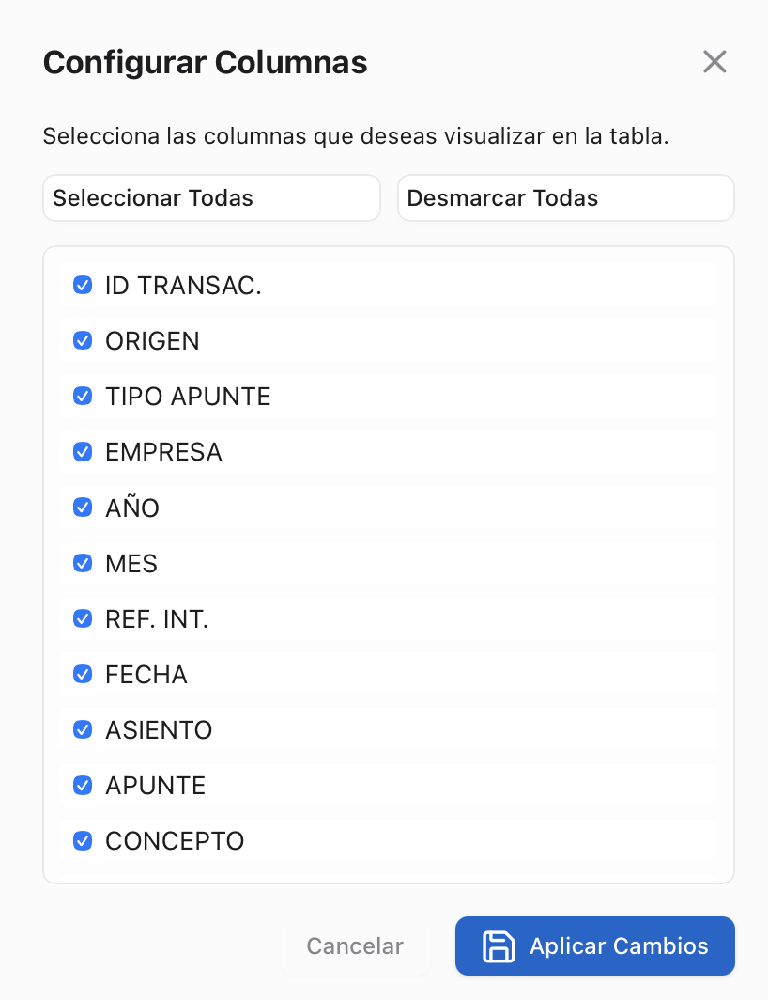 Configurar Columnas
Selecciona las columnas que deseas visualizar en la tabla.
Seleccionar Todas
Desmarcar Todas
ID TRANSAC.
ORIGEN
TIPO APUNTE
EMPRESA
AÑO
MES
REF. INT.
FECHA
ASIENTO
APUNTE
CONCEPTO
Cancelar
Aplicar Cambios